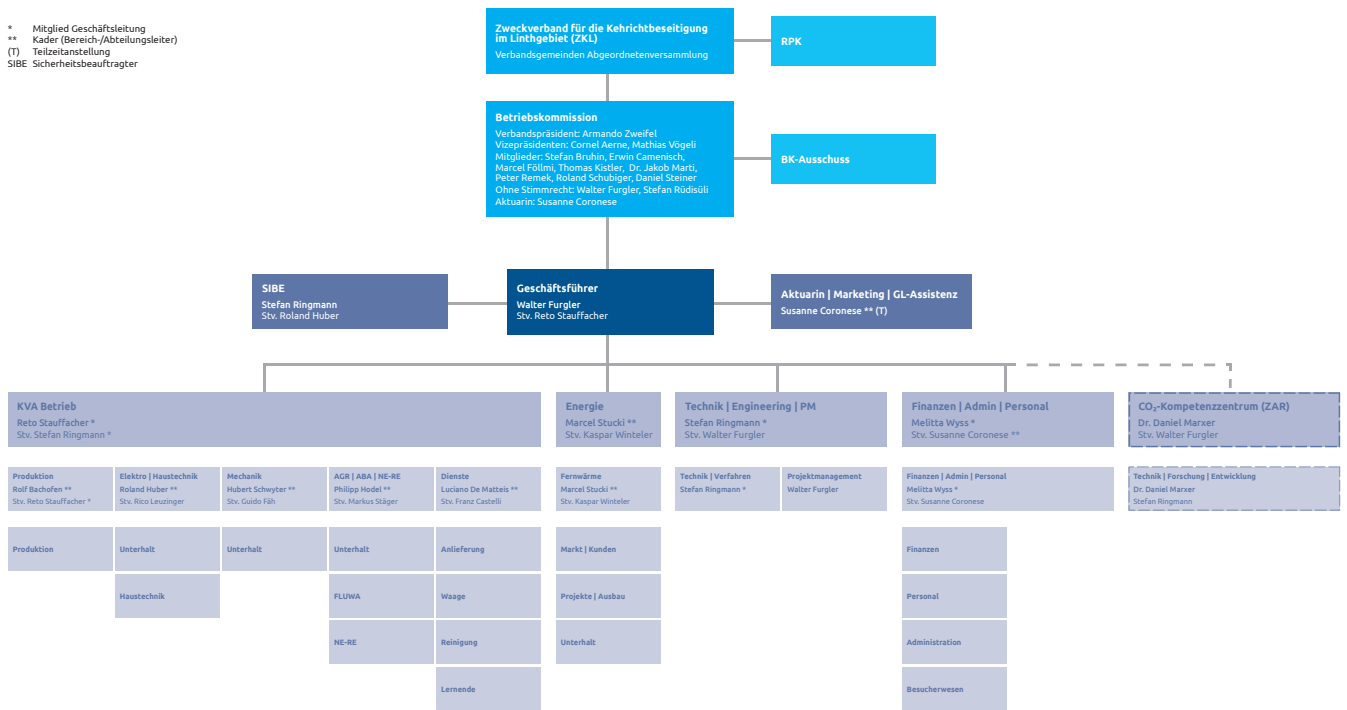 * Mitglied Geschäftsleitung
** Kader (Bereich-/Abteilungsleiter)
(T) Teilzeitanstellung
SIBE Sicherheitsbeauftragter
Zweckverband für die Kehrichtbeseitigung
im Linthgebiet (ZKL)
Verbandsgemeinden Abgeordnetenversammlung
RPK
Betriebskommission
Verbandspräsident: Armando Zweifel
Vizepräsidenten: Cornel Aerne, Mathias Vögeli
Mitglieder: Stefan Bruhin, Erwin Camenisch,
Marcel Föllmi, Thomas Kistler, Dr. Jakob Marti,
Peter Remek, Roland Schubiger, Daniel Steiner
Ohne Stimmrecht: Walter Furgler, Stefan Rüdisüli
Aktuarin: Susanne Coronese
BK-Ausschuss
SIBE
Stefan Ringmann
Stv. Roland Huber
Geschäftsführer
Walter Furgler
Stv. Reto Stauffacher
Aktuarin | Marketing | GL-Assistenz
Susanne Coronese ** (T)
KVA Betrieb
Reto Stauffacher *
Stv. Stefan Ringmann *
Energie
Marcel Stucki **
Stv. Kaspar Winteler
Technik | Engineering | PM
Stefan Ringmann *
Stv. Walter Furgler
Finanzen | Admin | Personal
Melitta Wyss *
Stv. Susanne Coronese **
CO₂-Kompetenzzentrum (ZAR)
Dr. Daniel Marxer
Stv. Walter Furgler
Produktion
Rolf Bachofen **
Stv. Reto Stauffacher *
Elektro | Haustechnik
Roland Huber **
Stv. Rico Leuzinger
Mechanik
Hubert Schwyter **
Stv. Guido Fäh
AGR | ABA | NE-RE
Philipp Hodel **
Stv. Markus Stäger
Dienste
Luciano De Matteis **
Stv. Franz Castelli
Fernwärme
Marcel Stucki **
Stv. Kaspar Winteler
Technik | Verfahren
Stefan Ringmann *
Projektmanagement
Walter Furgler
Finanzen | Admin | Personal
Melitta Wyss *
Stv. Susanne Coronese
Technik | Forschung | Entwicklung
Dr. Daniel Marxer
Stefan Ringmann
Produktion
Unterhalt
Unterhalt
Unterhalt
Anlieferung
Markt | Kunden
Finanzen
Haustechnik
FLUWA
Waage
Projekte | Ausbau
Personal
NE-RE
Reinigung
Unterhalt
Administration
Lernende
Besucherwesen